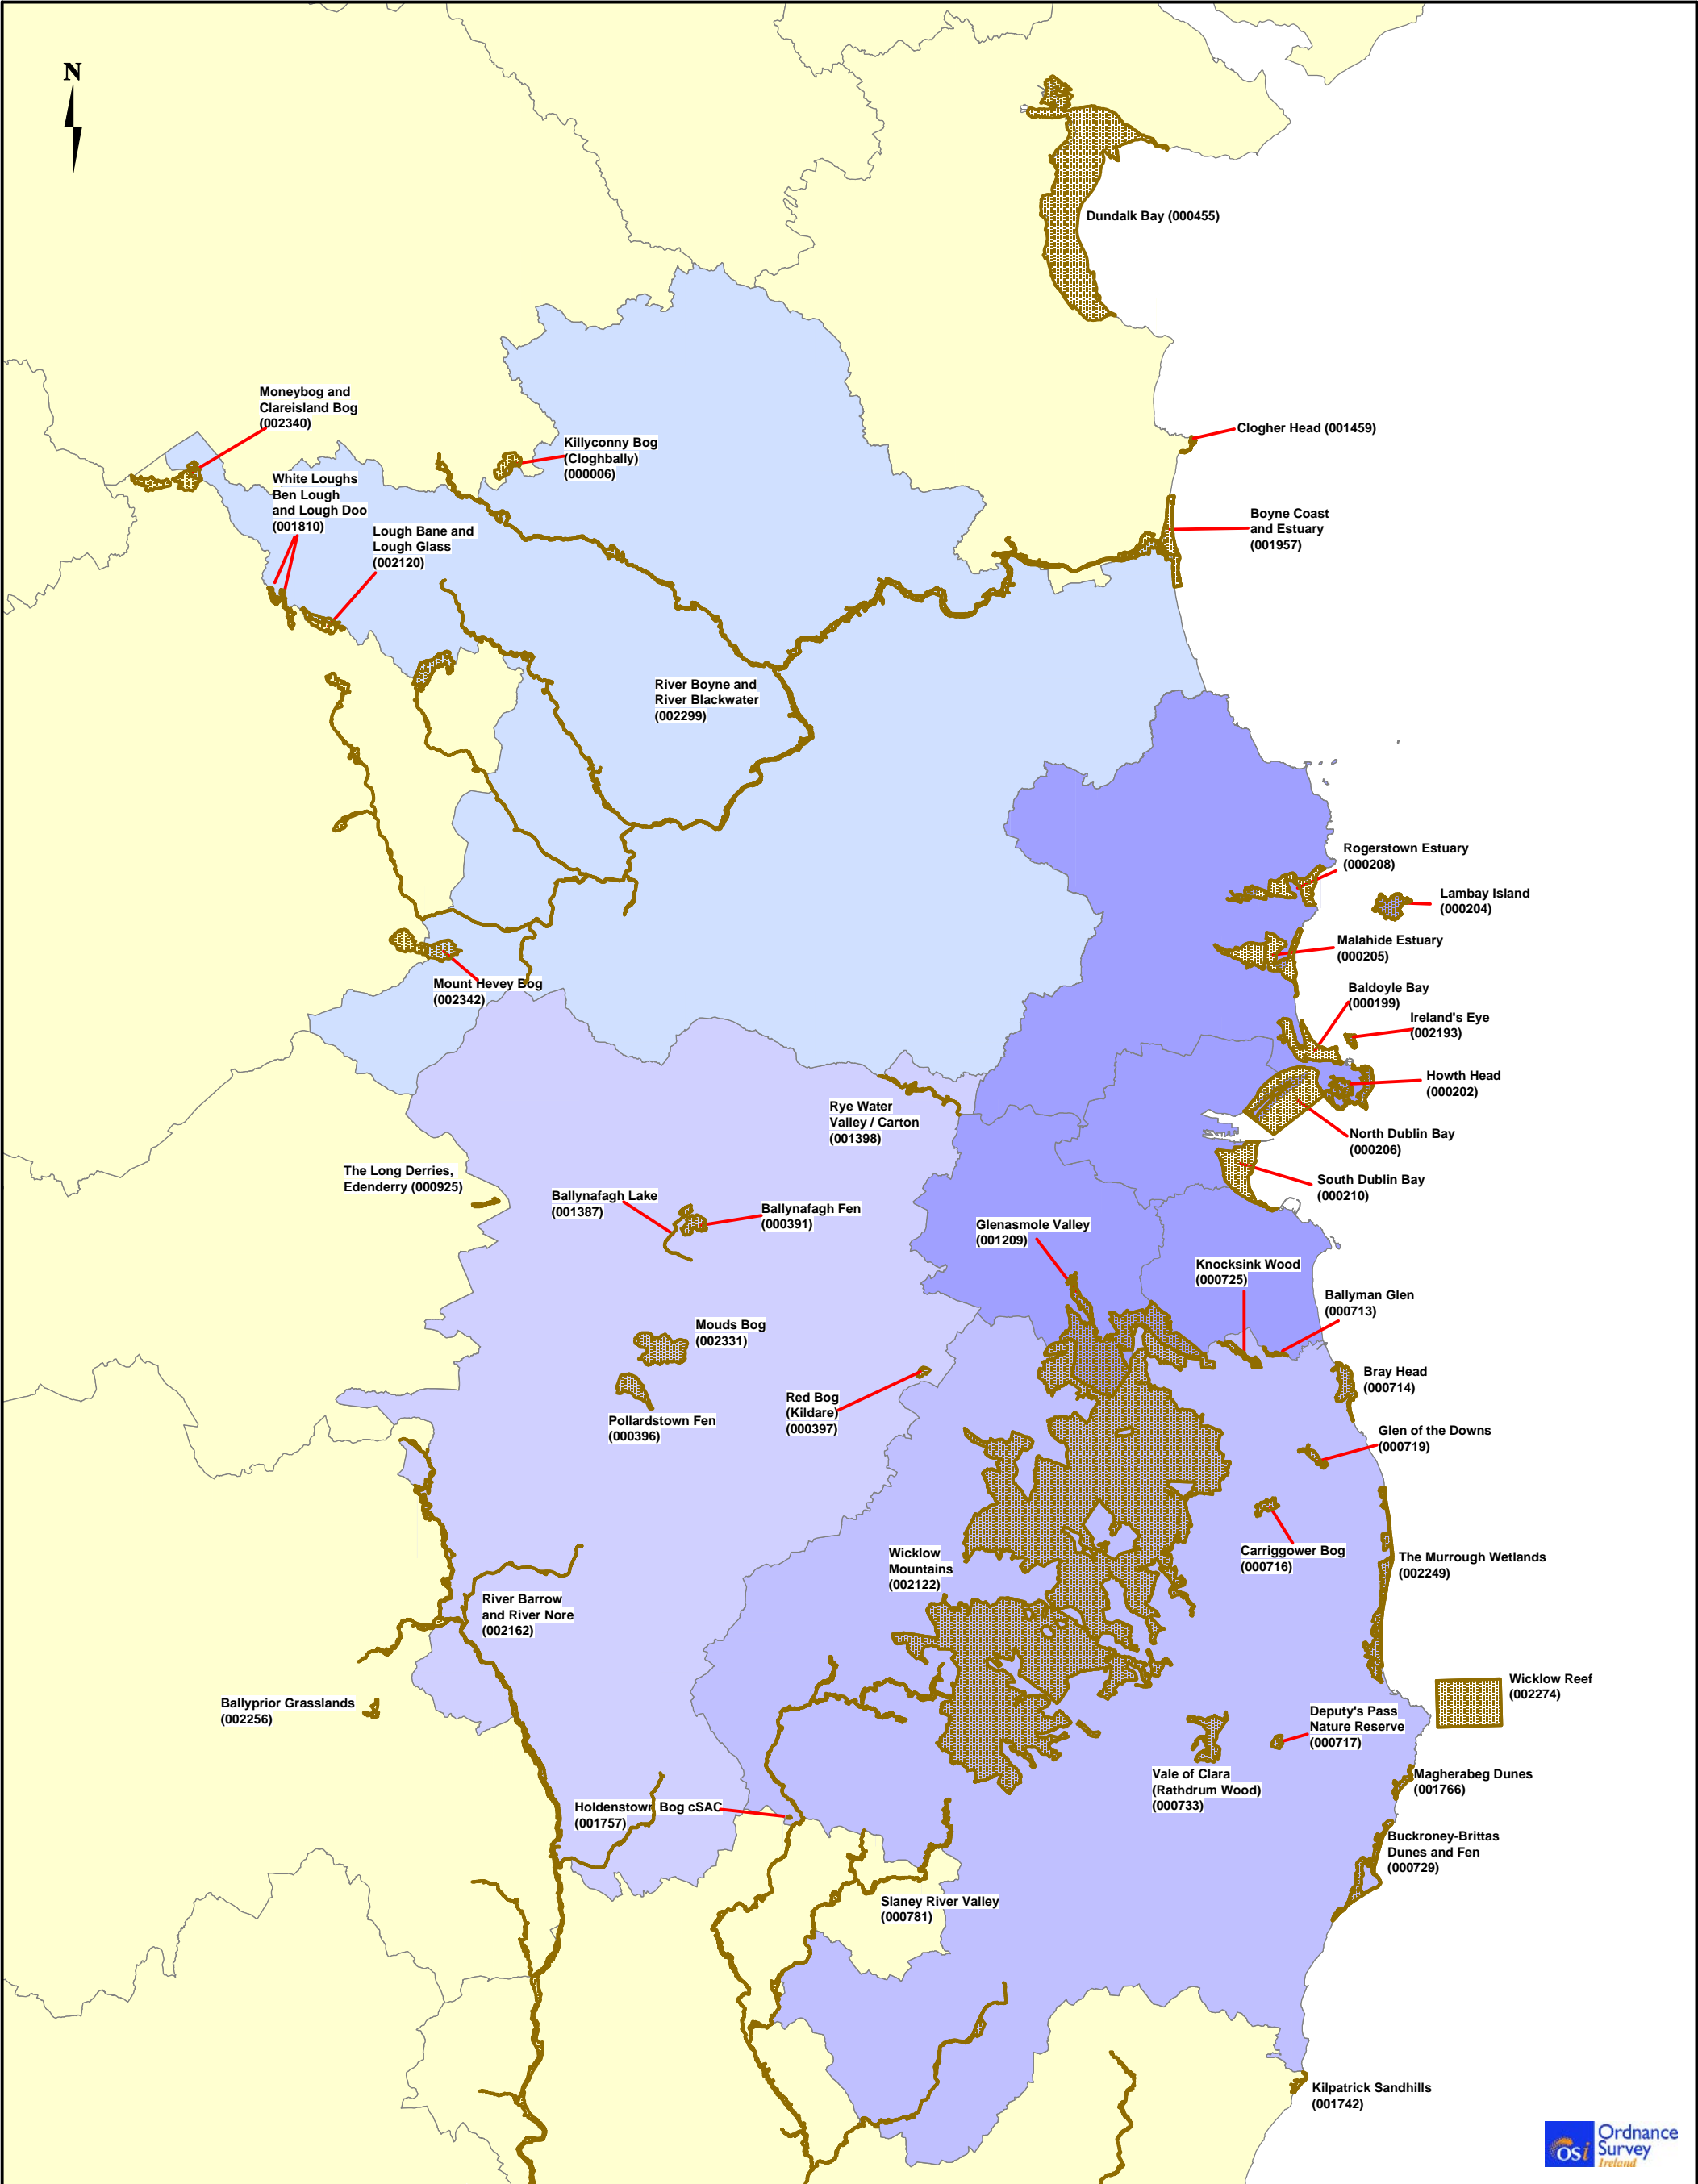 N
Dundalk Bay (000455)
Moneybog and
Clareisland Bog
(002340)
Clogher Head (001459)
Killyconny Bog
(Cloghbally)
(000006)
White Loughs
Ben Lough
and Lough Doo
(001810)
Boyne Coast
and Estuary
(001957)
Lough Bane and
Lough Glass
(002120)
River Boyne and
River Blackwater
(002299)
Rogerstown Estuary
(000208)
Lambay Island
(000204)
Malahide Estuary
(000205)
Mount Hevey Bog
(002342)
Baldoyle Bay
(000199)
Ireland's Eye
(002193)
Howth Head
(000202)
Rye Water
Valley / Carton
(001398)
North Dublin Bay
(000206)
The Long Derries,
Edenderry (000925)
South Dublin Bay
(000210)
Ballynafagh Lake
(001387)
Ballynafagh Fen
(000391)
Glenasmole Valley
(001209)
Knocksink Wood
(000725)
Ballyman Glen
(000713)
Mouds Bog
(002331)
Bray Head
(000714)
Red Bog
(Kildare)
(000397)
Pollardstown Fen
(000396)
Glen of the Downs
(000719)
Wicklow
Mountains
(002122)
Carriggower Bog
(000716)
The Murrough Wetlands
(002249)
River Barrow
and River Nore
(002162)
Wicklow Reef
(002274)
Ballyprior Grasslands
(002256)
Deputy's Pass
Nature Reserve
(000717)
Vale of Clara
(Rathdrum Wood)
(000733)
Magherabeg Dunes
(001766)
Holdenstown Bog cSAC
(001757)
Buckroney-Brittas
Dunes and Fen
(000729)
Slaney River Valley
(000781)
Kilpatrick Sandhills
(001742)
osi
Ordnance
Survey
Ireland